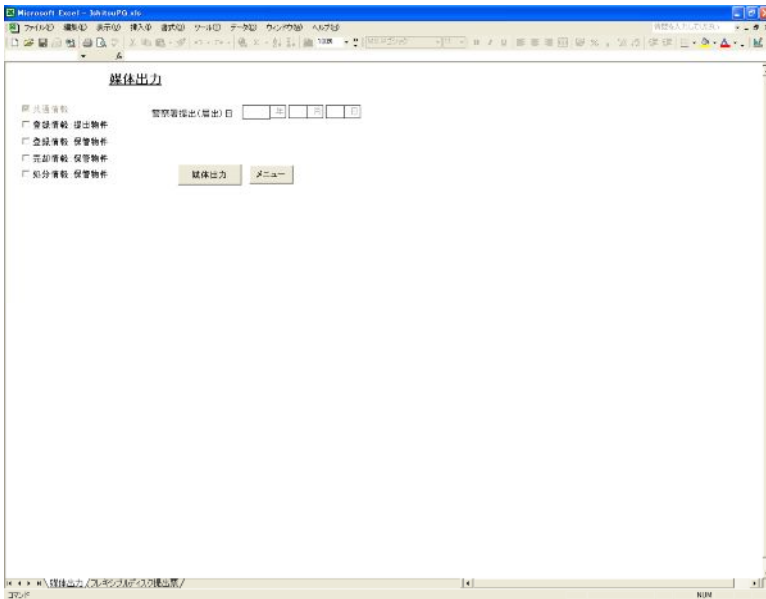 Microsoft Excel - IshitsuPG.xls
ファイル(F) 編集(E) 表示(V) 挿入(I) 書式(O) ツール(T) データ(D) ウィンドウ(W) ヘルプ(H)
100%
媒体出力
共通情報
警察署提出(届出)日 年 月 日
登録情報 提出物件
登録情報 保管物件
売却情報 保管物件
処分情報 保管物件
媒体出力 メニュー
媒体出力 フレキシブルディスク提出票
コマンド NUM